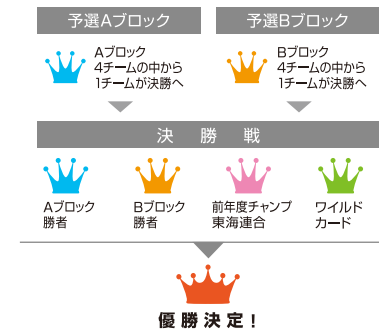 予選Aブロック
Aブロック
4チームの中から
1チームが決勝へ
予選Bブロック
Bブロック
4チームの中から
1チームが決勝へ
決勝戦
Aブロック
勝者
Bブロック
勝者
前年度チャンプ
東海連合
ワイルド
カード
優勝決定!